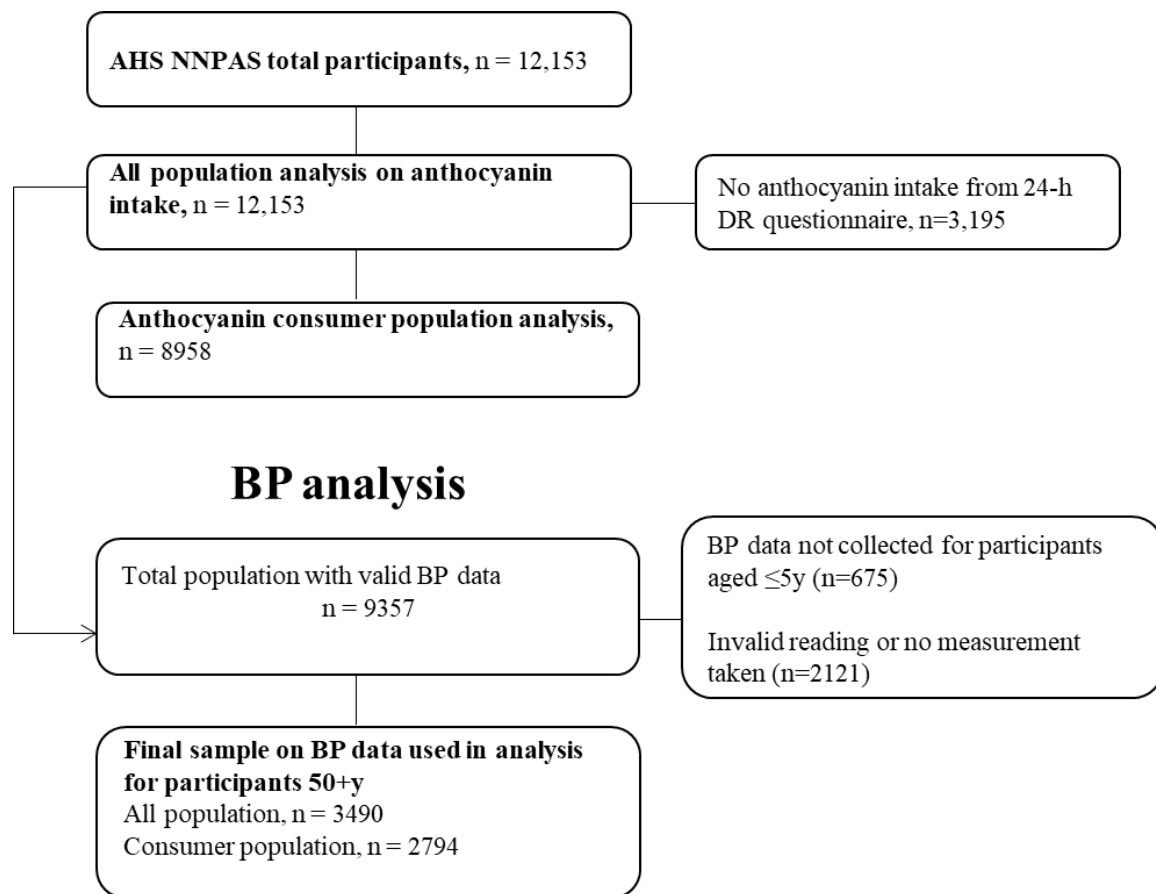 AHS NNPAS total participants, n = 12,153
All population analysis on anthocyanin
intake, n = 12,153
No anthocyanin intake from 24-h
DR questionnaire, n=3,195
Anthocyanin consumer population analysis,
n = 8958
BP analysis
Total population with valid BP data
n = 9357
BP data not collected for participants
aged ≤5y (n=675)
Invalid reading or no measurement
taken (n=2121)
Final sample on BP data used in analysis
for participants 50+y
All population, n = 3490
Consumer population, n = 2794